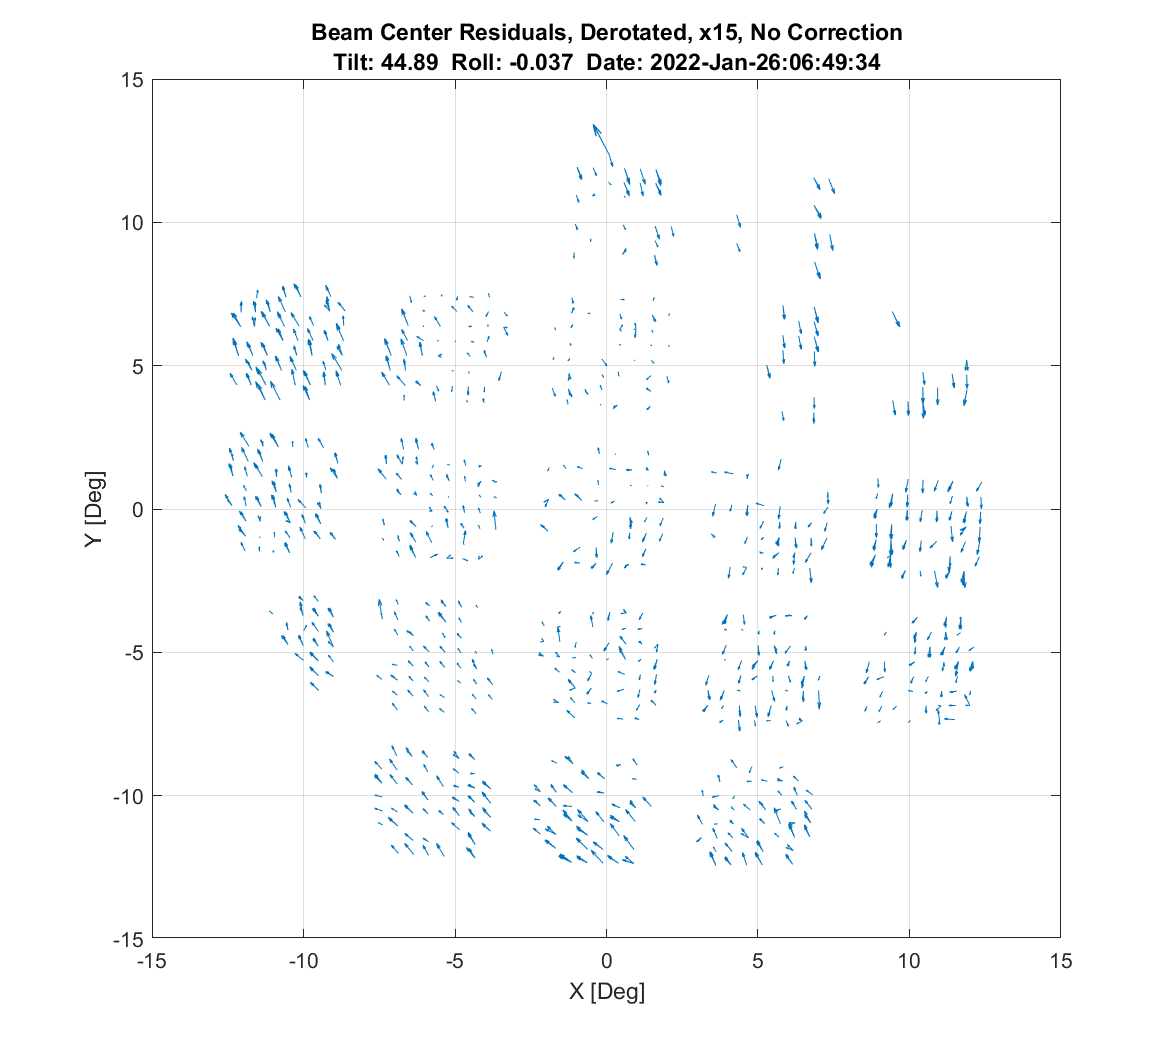 Beam Center Residuals, Derotated, x15, No Correction
Tilt: 44.89 Roll: -0.037 Date: 2022-Jan-26:06:49:34
15
10
5
0
-5
-10
-15
Y [Deg]
-15 -10 -5 0 5 10 15
X [Deg]